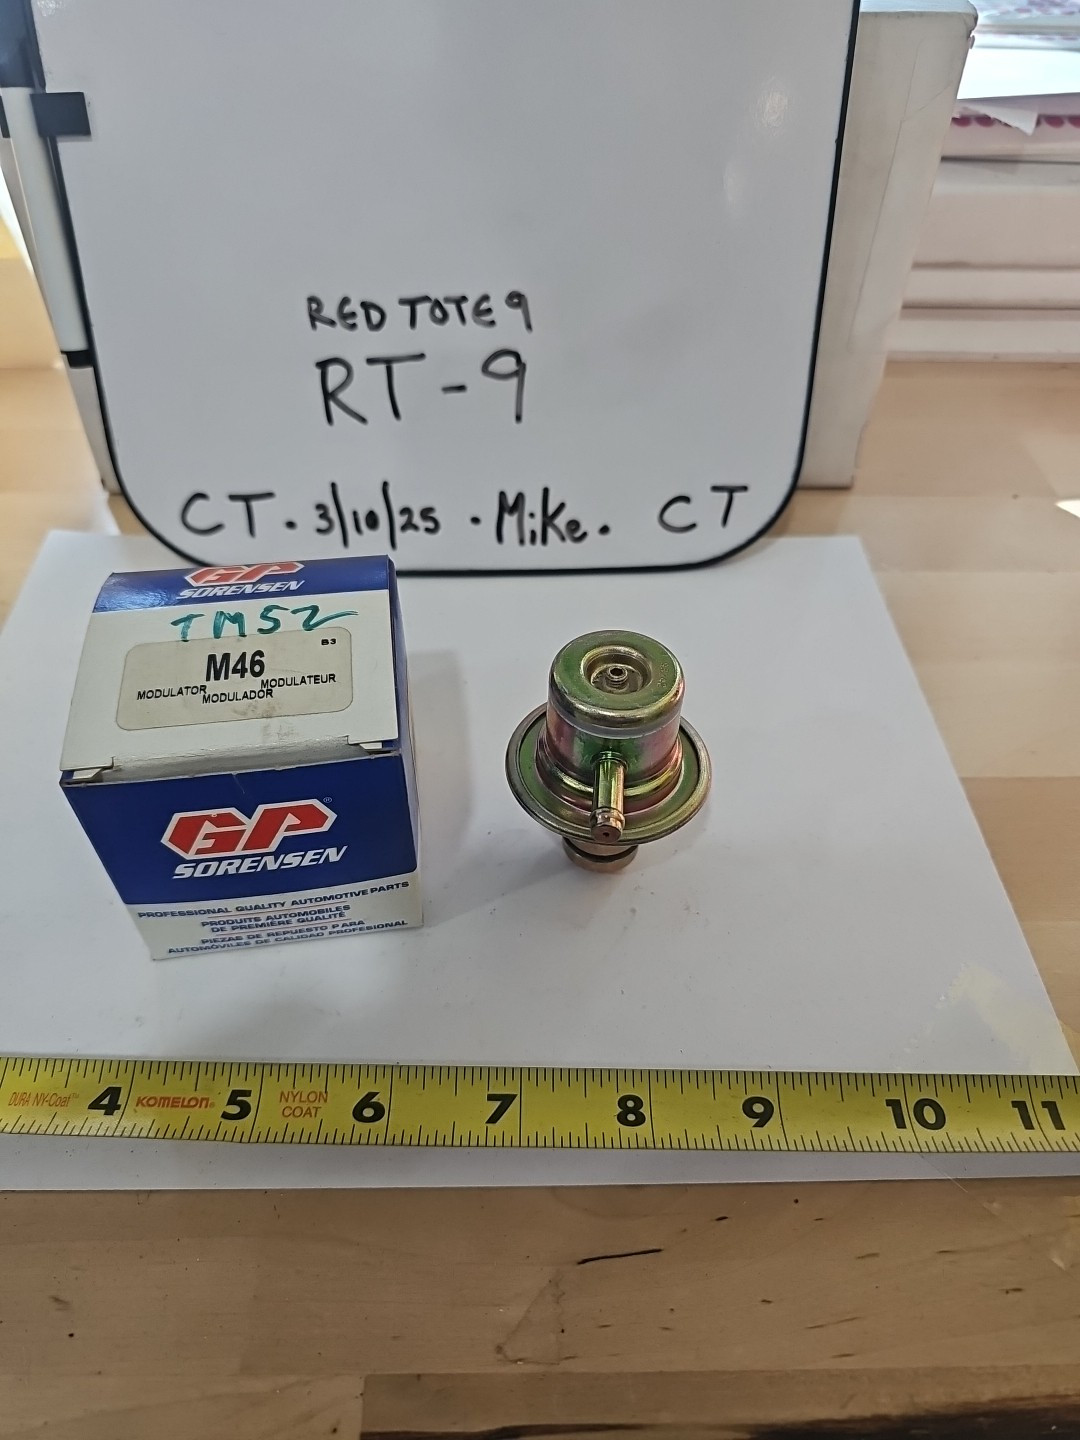 RED TOTE 9
RT-9
CT. 3/10/25 · Mike. CT
GP
SORENSEN
TM52
B3
M46
MODULATOR MODULATEUR
MODULADOR
GP®
SORENSEN
PROFESSIONAL QUALITY AUTOMOTIVE PARTS
PRODUITS AUTOMOBILES
DE PREMIÈRE QUALITÉ
PIEZAS DE REPUESTO PARA
AUTOMÓVILES DE CALIDAD PROFESIONAL
DURA NY-Coat™ 4 KOMELON® 5 NYLON COAT 6 7 8 9 10 11